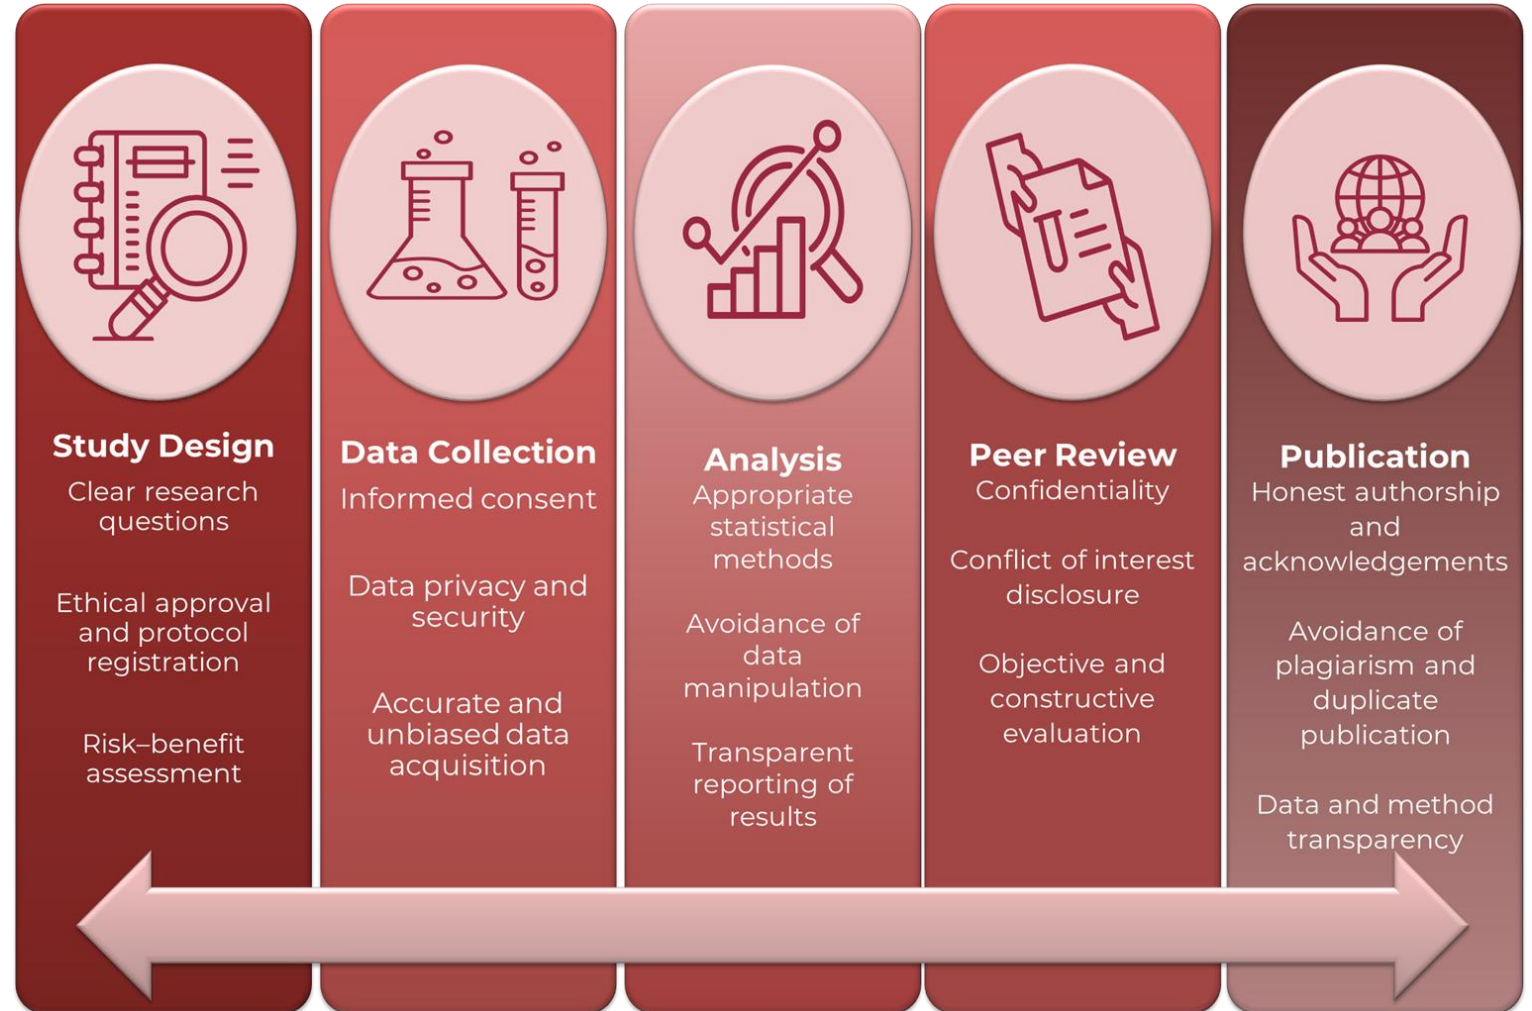 Study Design
Clear research
questions
Ethical approval
and protocol
registration
Risk–benefit
assessment
Data Collection
Informed consent
Data privacy and
security
Accurate and
unbiased data
acquisition
Analysis
Appropriate
statistical
methods
Avoidance of
data
manipulation
Transparent
reporting of
results
Peer Review
Confidentiality
Conflict of interest
disclosure
Objective and
constructive
evaluation
Publication
Honest authorship
and
acknowledgements
Avoidance of
plagiarism and
duplicate
publication
Data and method
transparency